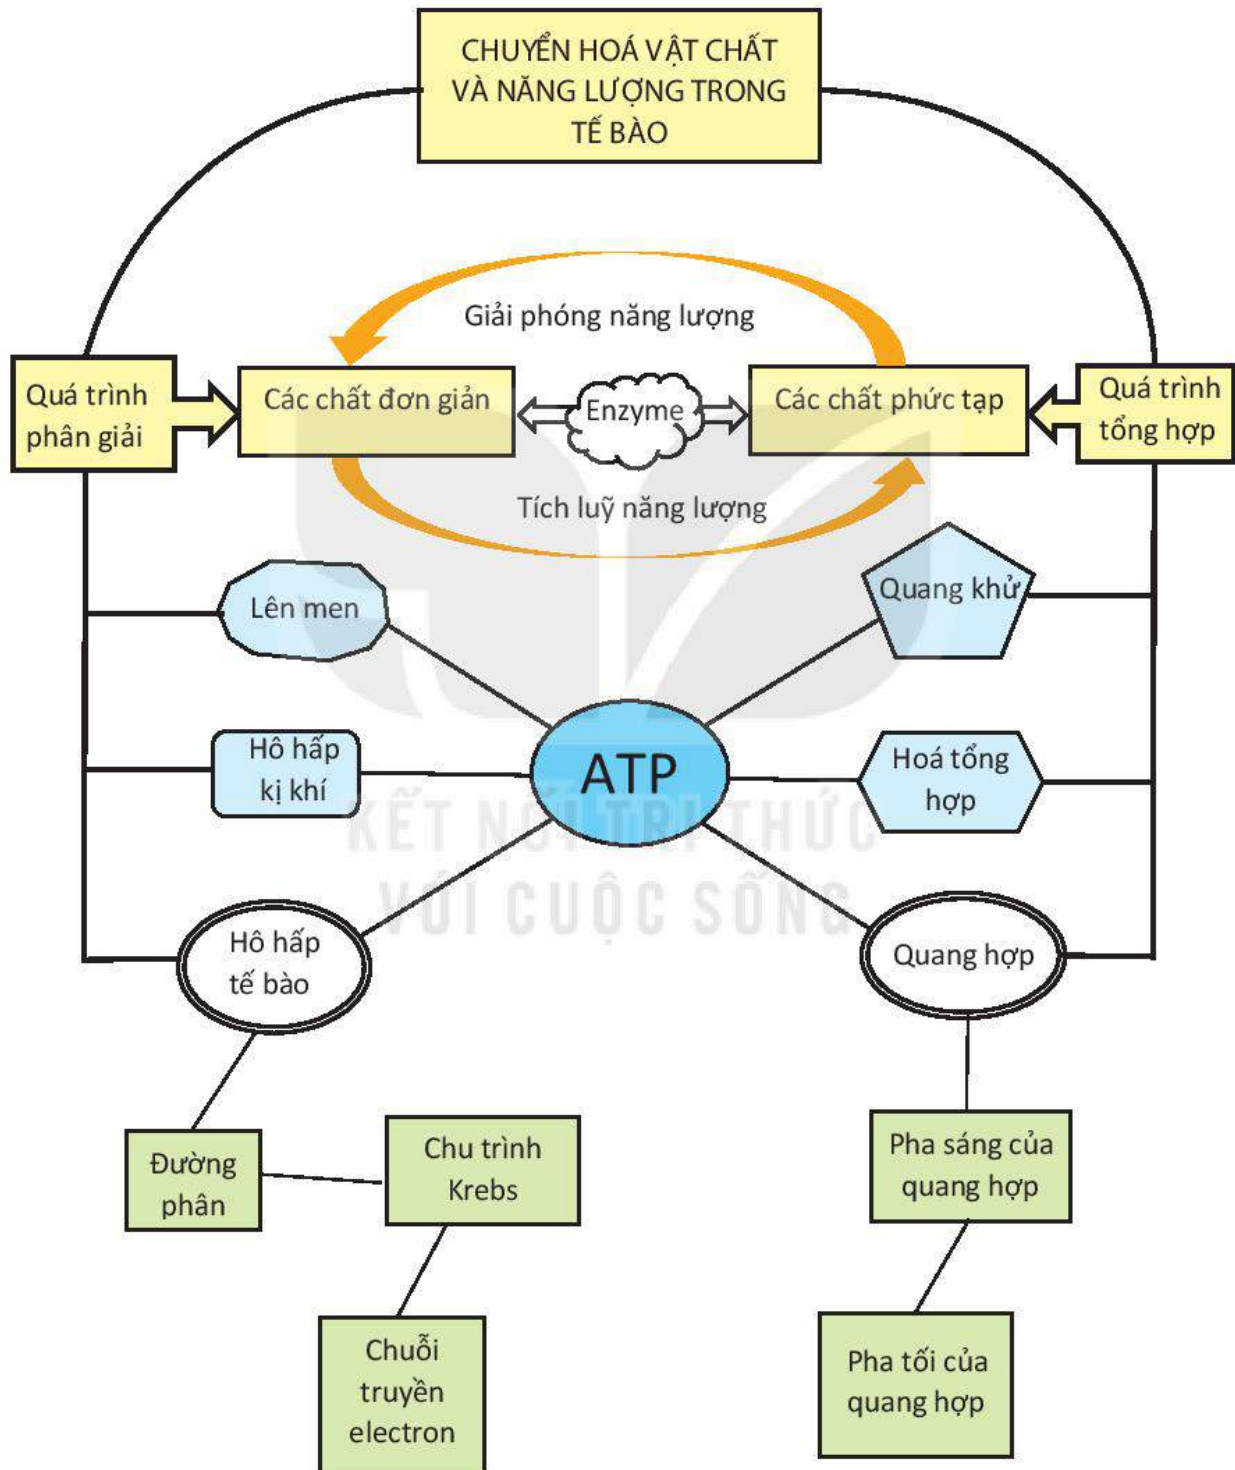 CHUYỂN HOÁ VẬT CHẤT
VÀ NĂNG LƯỢNG TRONG
TẾ BÀO
Giải phóng năng lượng
Quá trình
phân giải
Các chất đơn giản
Enzyme
Các chất phức tạp
Quá trình
tổng hợp
Tích luỹ năng lượng
Lên men
Quang khử
Hô hấp
kị khí
ATP
Hoá tổng
hợp
KẾT NỐI TRI THỨC
VỚI CUỘC SỐNG
Hô hấp
tế bào
Quang hợp
Đường
phân
Chu trình
Krebs
Pha sáng của
quang hợp
Chuỗi
truyền
electron
Pha tối của
quang hợp